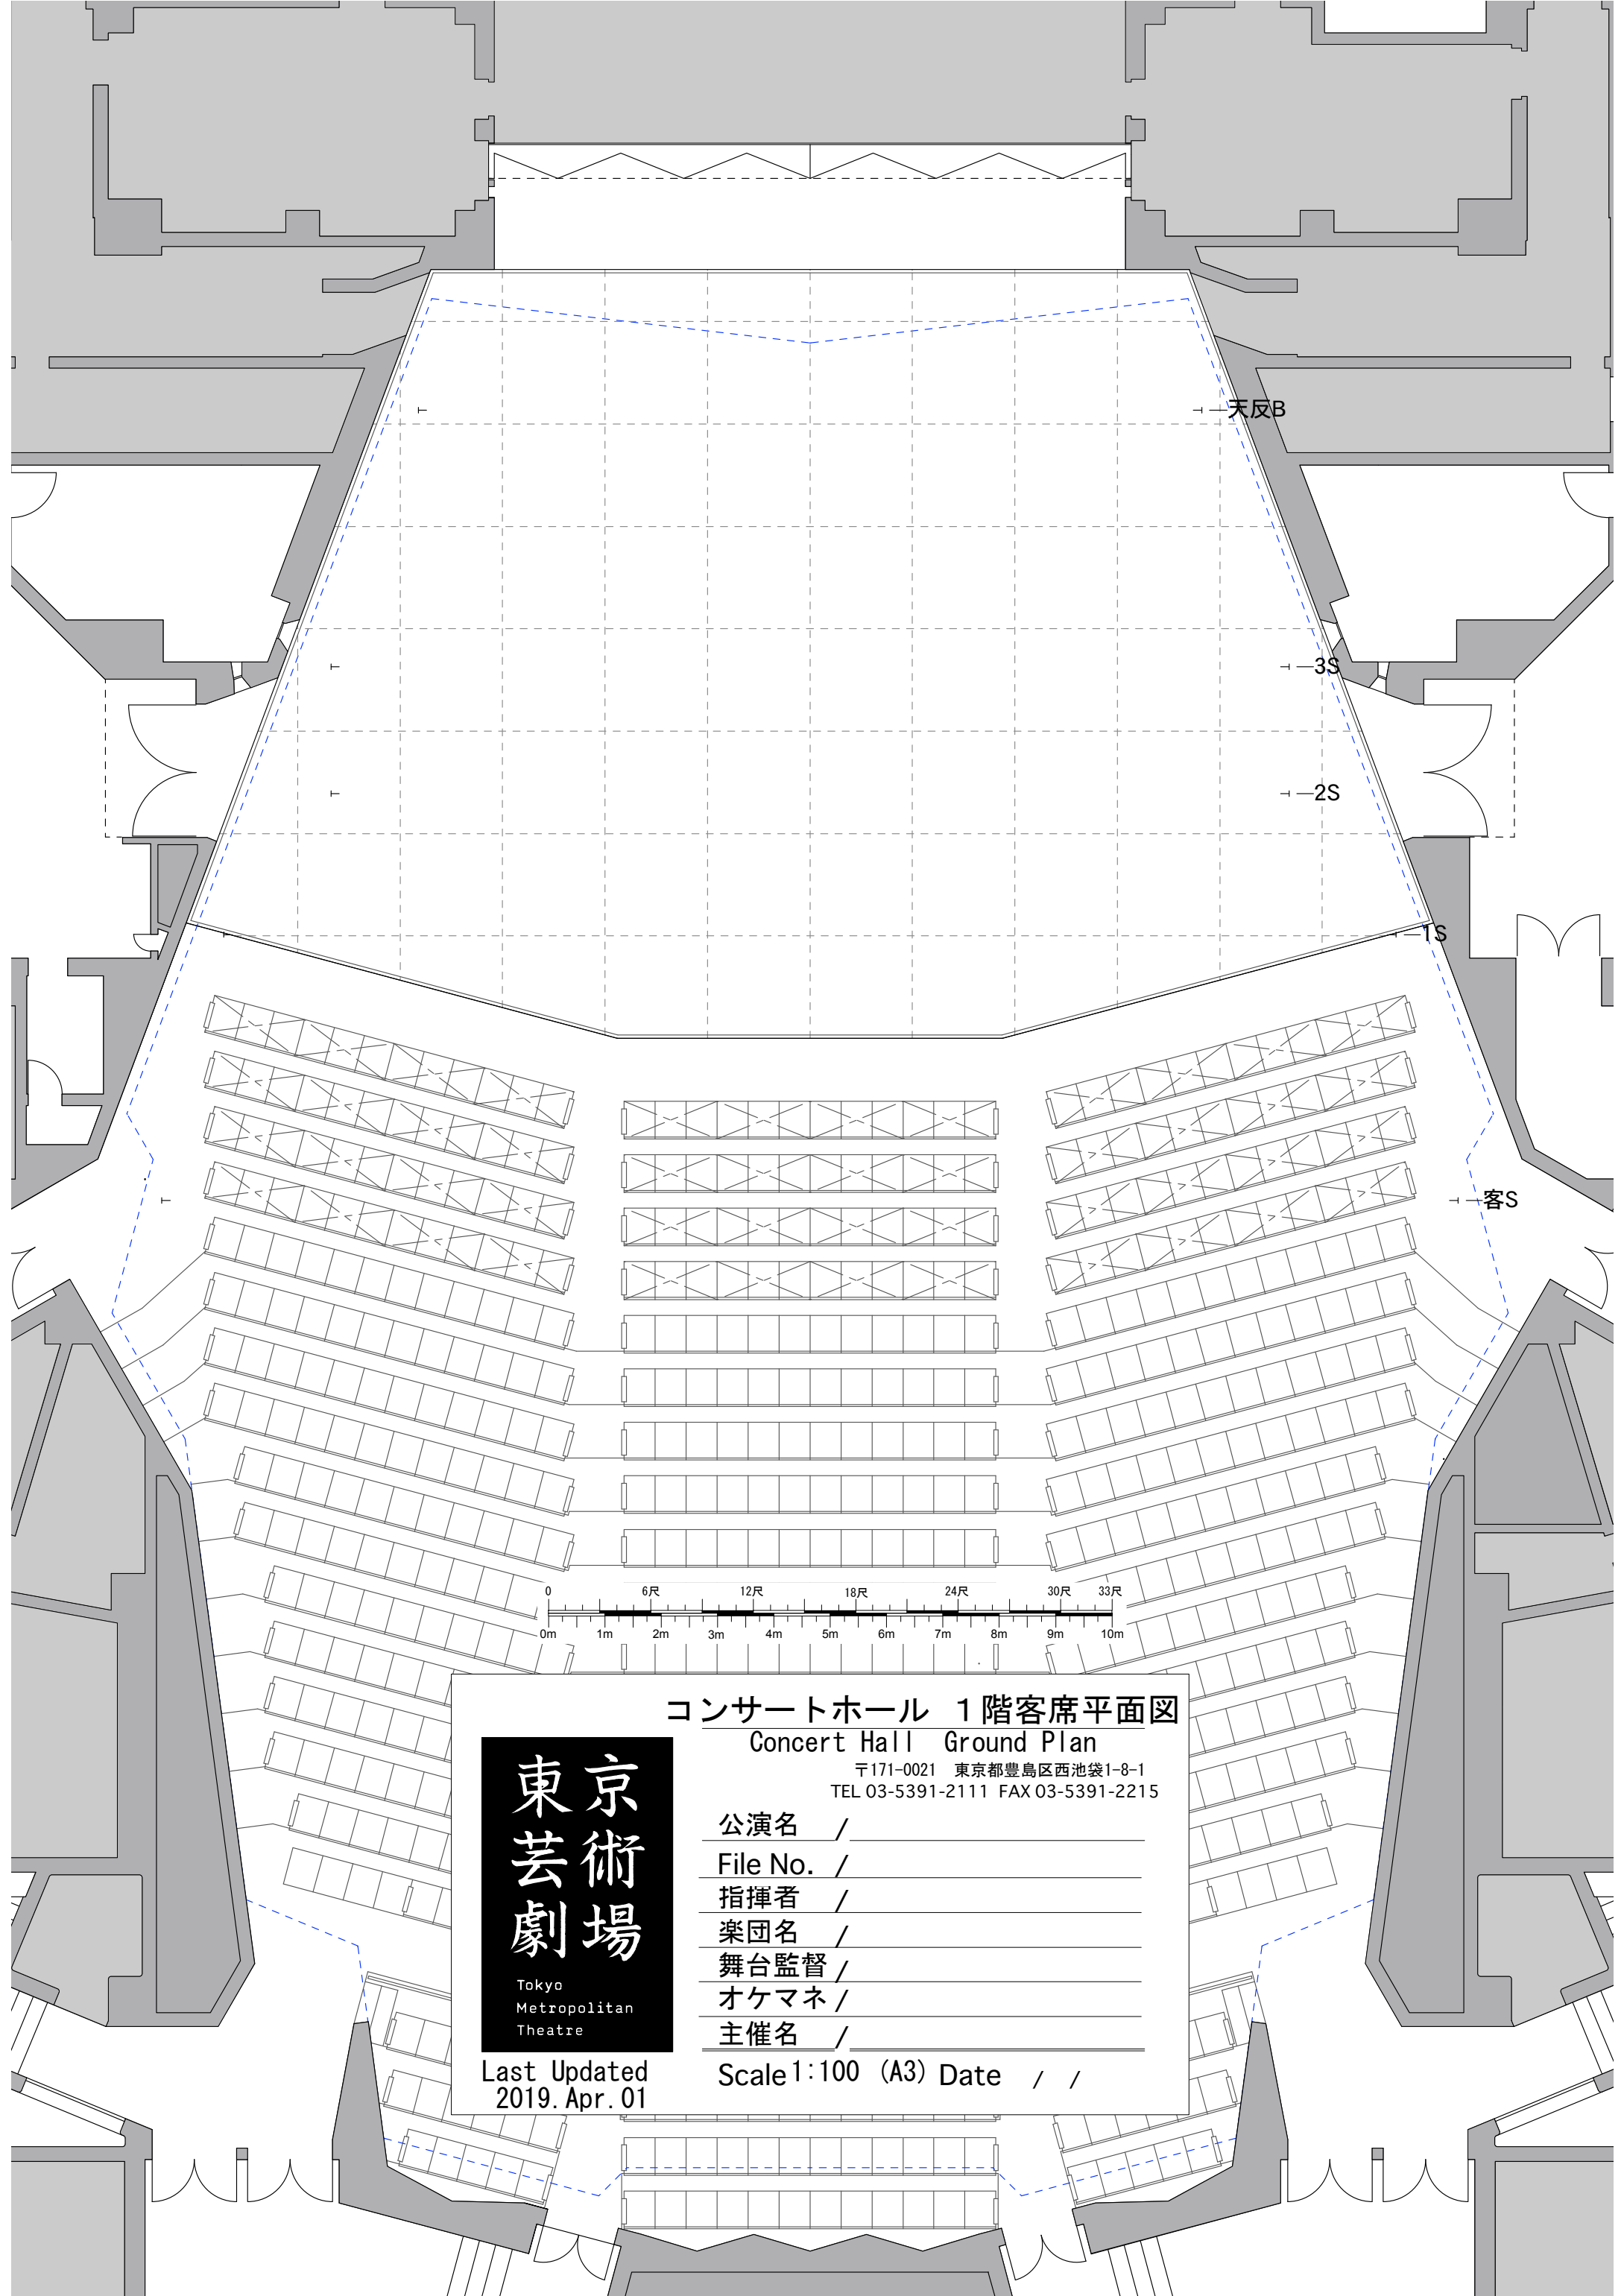 天反B
3S
2S
1S
客S
0 6尺 12尺 18尺 24尺 30尺 33尺
0m 1m 2m 3m 4m 5m 6m 7m 8m 9m 10m
コンサートホール １階客席平面図
Concert Hall Ground Plan
〒171-0021 東京都豊島区西池袋1-8-1
TEL 03-5391-2111 FAX 03-5391-2215
東京
芸術
劇場
Tokyo
Metropolitan
Theatre
Last Updated
2019.Apr.01
公演名 /
File No. /
指揮者 /
楽団名 /
舞台監督 /
オケマネ /
主催名 /
Scale 1:100 (A3) Date / /